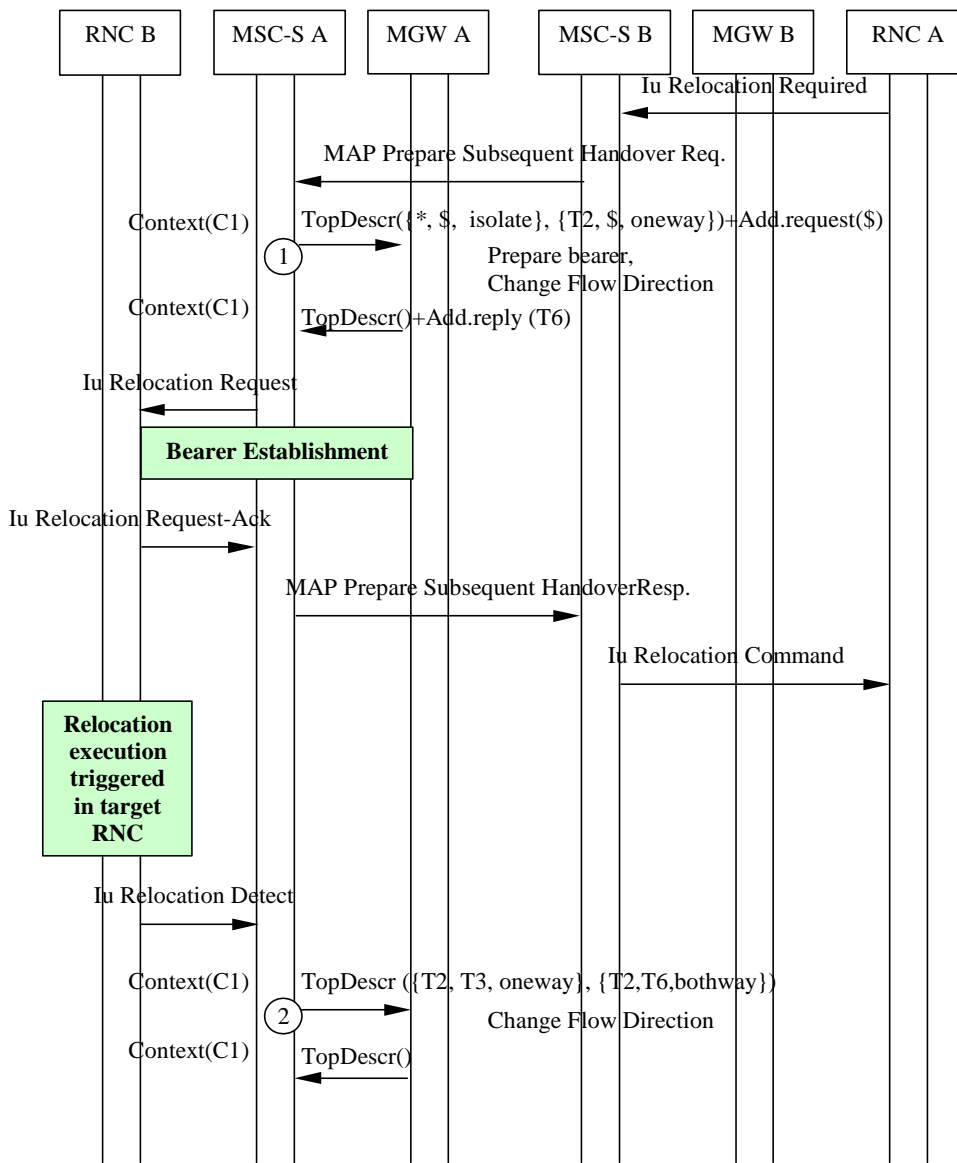 RNC B
MSC-S A
MGW A
MSC-S B
MGW B
RNC A
Iu Relocation Required
MAP Prepare Subsequent Handover Req.
Context(C1)
TopDescr({*, $, isolate}, {T2, $, oneway})+Add.request($)
1
Prepare bearer,
Change Flow Direction
Context(C1)
TopDescr()+Add.reply (T6)
Iu Relocation Request
Bearer Establishment
Iu Relocation Request-Ack
MAP Prepare Subsequent HandoverResp.
Iu Relocation Command
Relocation
execution
triggered
in target
RNC
Iu Relocation Detect
Context(C1)
TopDescr ({T2, T3, oneway}, {T2,T6,bothway})
2
Change Flow Direction
Context(C1)
TopDescr()